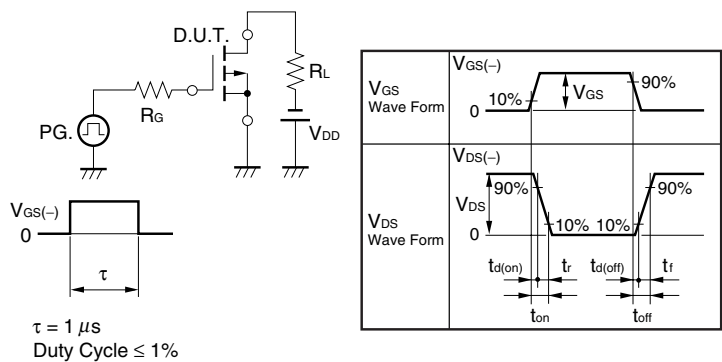 D.U.T.
RL
RG
PG.
VDD
VGS(−)
0
τ
τ = 1 μs
Duty Cycle ≤ 1%
VGS
Wave Form
VGS(−)
10%
0
VGS
90%
VDS
Wave Form
VDS(−)
90%
VDS
0
10%
10%
90%
td(on)
tr
td(off)
tf
ton
toff